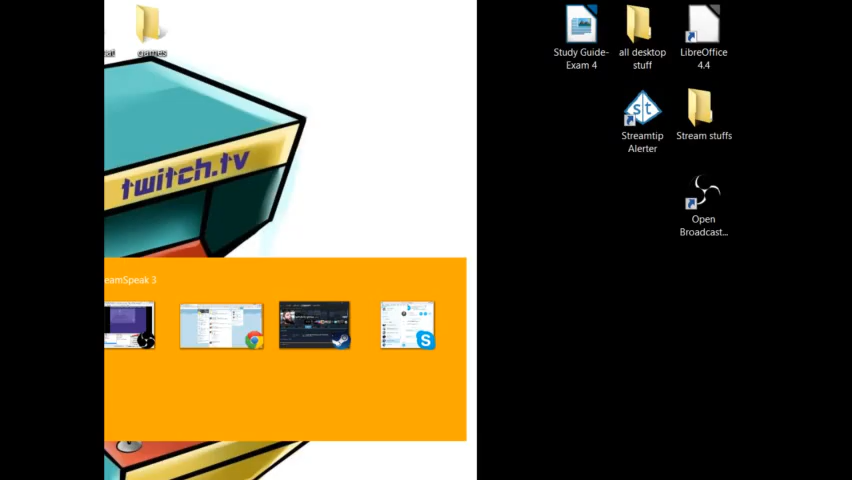 games
twitch.tv
eamSpeak 3
Study Guide-
Exam 4
all desktop
stuff
LibreOffice
4.4
st
Streamtip
Alerter
Stream stuffs
Open
Broadcast...
S